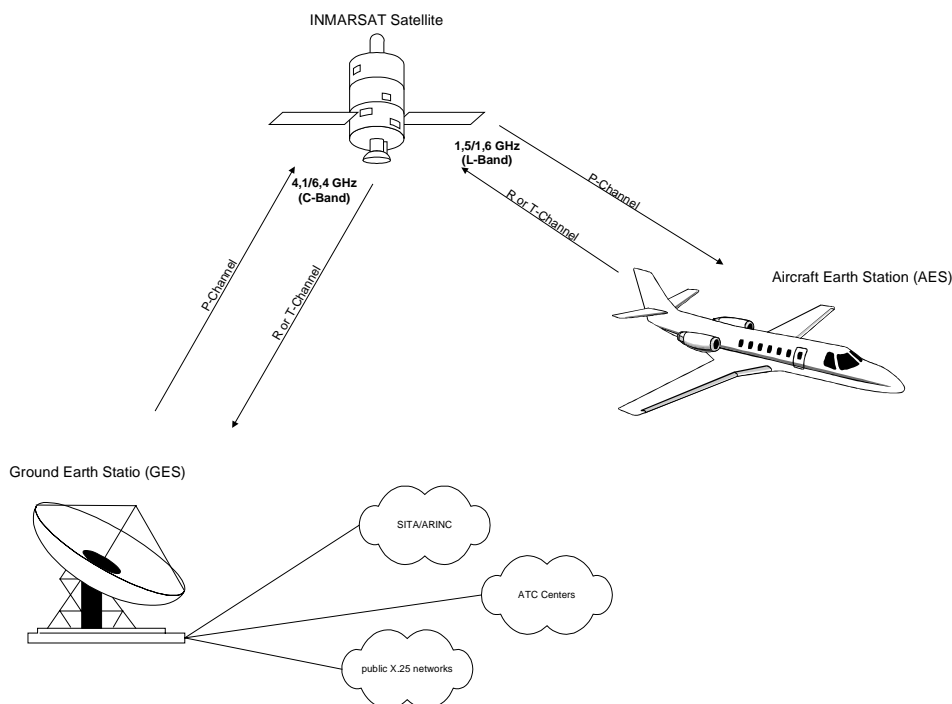 INMARSAT Satellite
1,5/1,6 GHz
(L-Band)
4,1/6,4 GHz
(C-Band)
P-Channel
R or T-Channel
P-Channel
R or T-Channel
Aircraft Earth Station (AES)
Ground Earth Statio (GES)
SITA/ARINC
ATC Centers
public X.25 networks